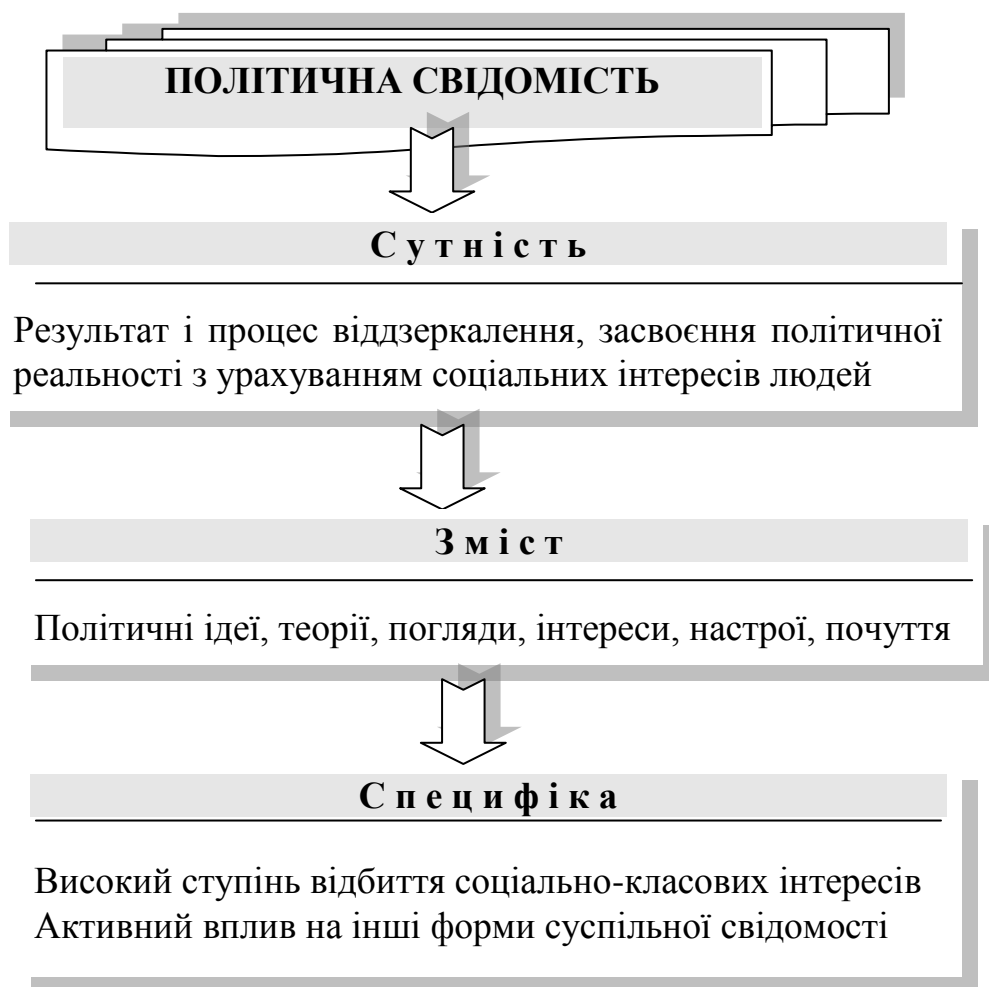 ПОЛІТИЧНА СВІДОМІСТЬ
С у т н і с т ь
Результат і процес віддзеркалення, засвоєння політичної
реальності з урахуванням соціальних інтересів людей
З м і с т
Політичні ідеї, теорії, погляди, інтереси, настрої, почуття
С п е ц и ф і к а
Високий ступінь відбиття соціально-класових інтересів
Активний вплив на інші форми суспільної свідомості